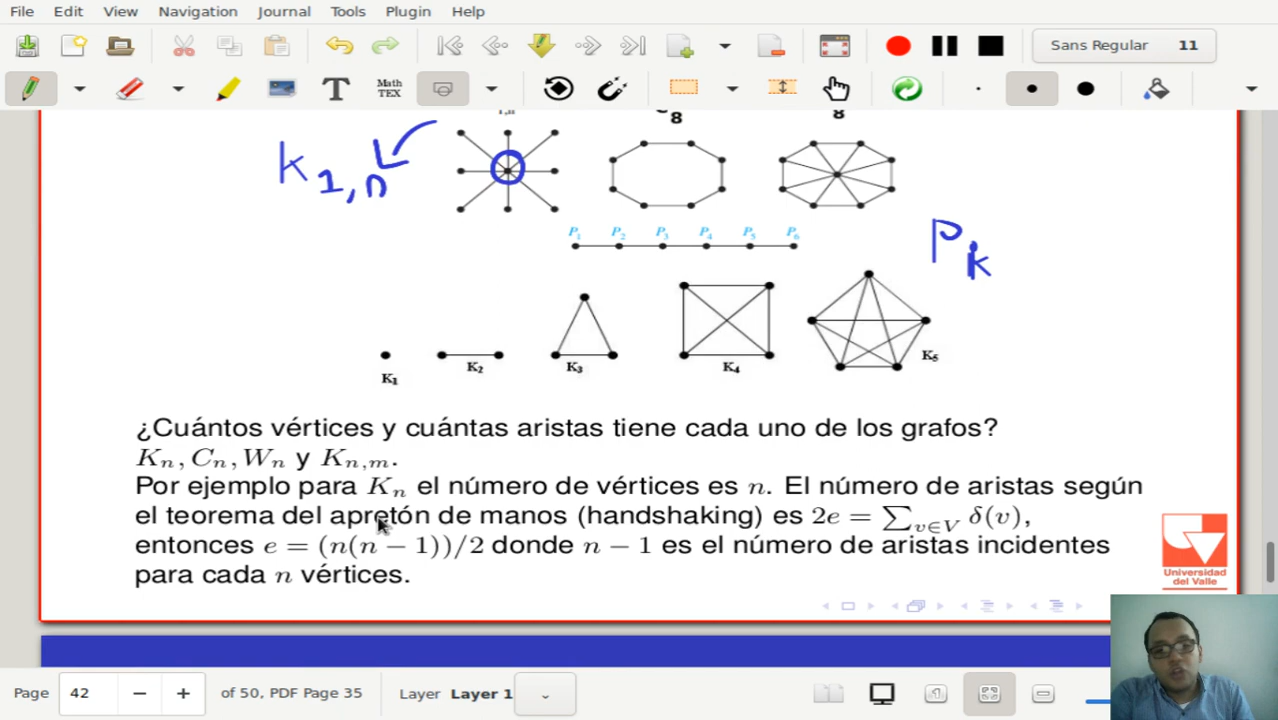 File Edit View Navigation Journal Tools Plugin Help
Sans Regular 11
T Math TEX
1,n 8 8
K 1, n
P1 P2 P3 P4 P5 P6
P k
K1 K2 K3 K4 K5
¿Cuántos vértices y cuántas aristas tiene cada uno de los grafos?
Kn, Cn, Wn y Kn,m.
Por ejemplo para Kn el número de vértices es n. El número de aristas según
el teorema del apretón de manos (handshaking) es 2e = ∑v∈V δ(v),
entonces e = (n(n − 1))/2 donde n − 1 es el número de aristas incidentes
para cada n vértices.
Universidad
del Valle
Page 42 − + of 50, PDF Page 35 Layer Layer 1